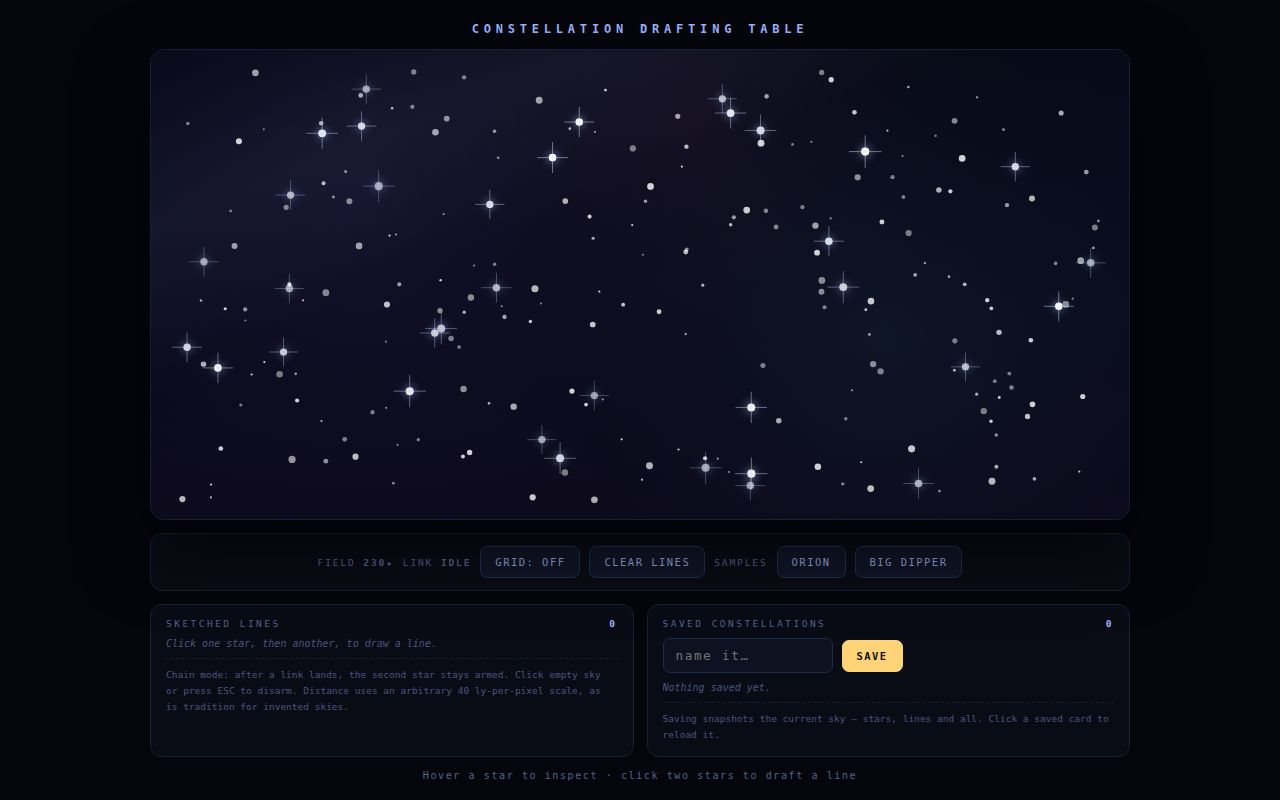 CONSTELLATION DRAFTING TABLE
FIELD 230★ LINK IDLE GRID: OFF CLEAR LINES SAMPLES ORION BIG DIPPER
SKETCHED LINES 0
Click one star, then another, to draw a line.
Chain mode: after a link lands, the second star stays armed. Click empty sky
or press ESC to disarm. Distance uses an arbitrary 40 ly-per-pixel scale, as
is tradition for invented skies.
SAVED CONSTELLATIONS 0
name it… SAVE
Nothing saved yet.
Saving snapshots the current sky — stars, lines and all. Click a saved card to
reload it.
Hover a star to inspect · click two stars to draft a line